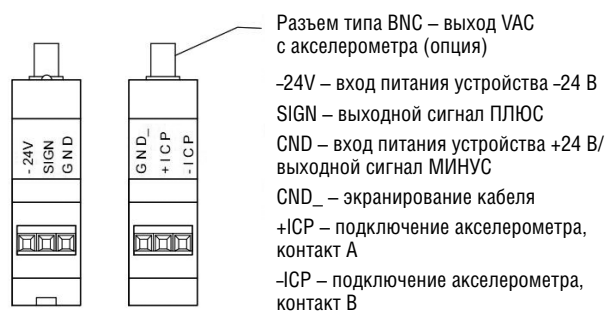 Разъем типа BNC – выход VAC
с акселерометра (опция)
–24V – вход питания устройства –24 В
SIGN – выходной сигнал ПЛЮС
CND – вход питания устройства +24 В/
выходной сигнал МИНУС
CND_ – экранирование кабеля
+ICP – подключение акселерометра,
контакт А
–ICP – подключение акселерометра,
контакт В
-24V
SIGN
GND
GND_
+ICP
-ICP